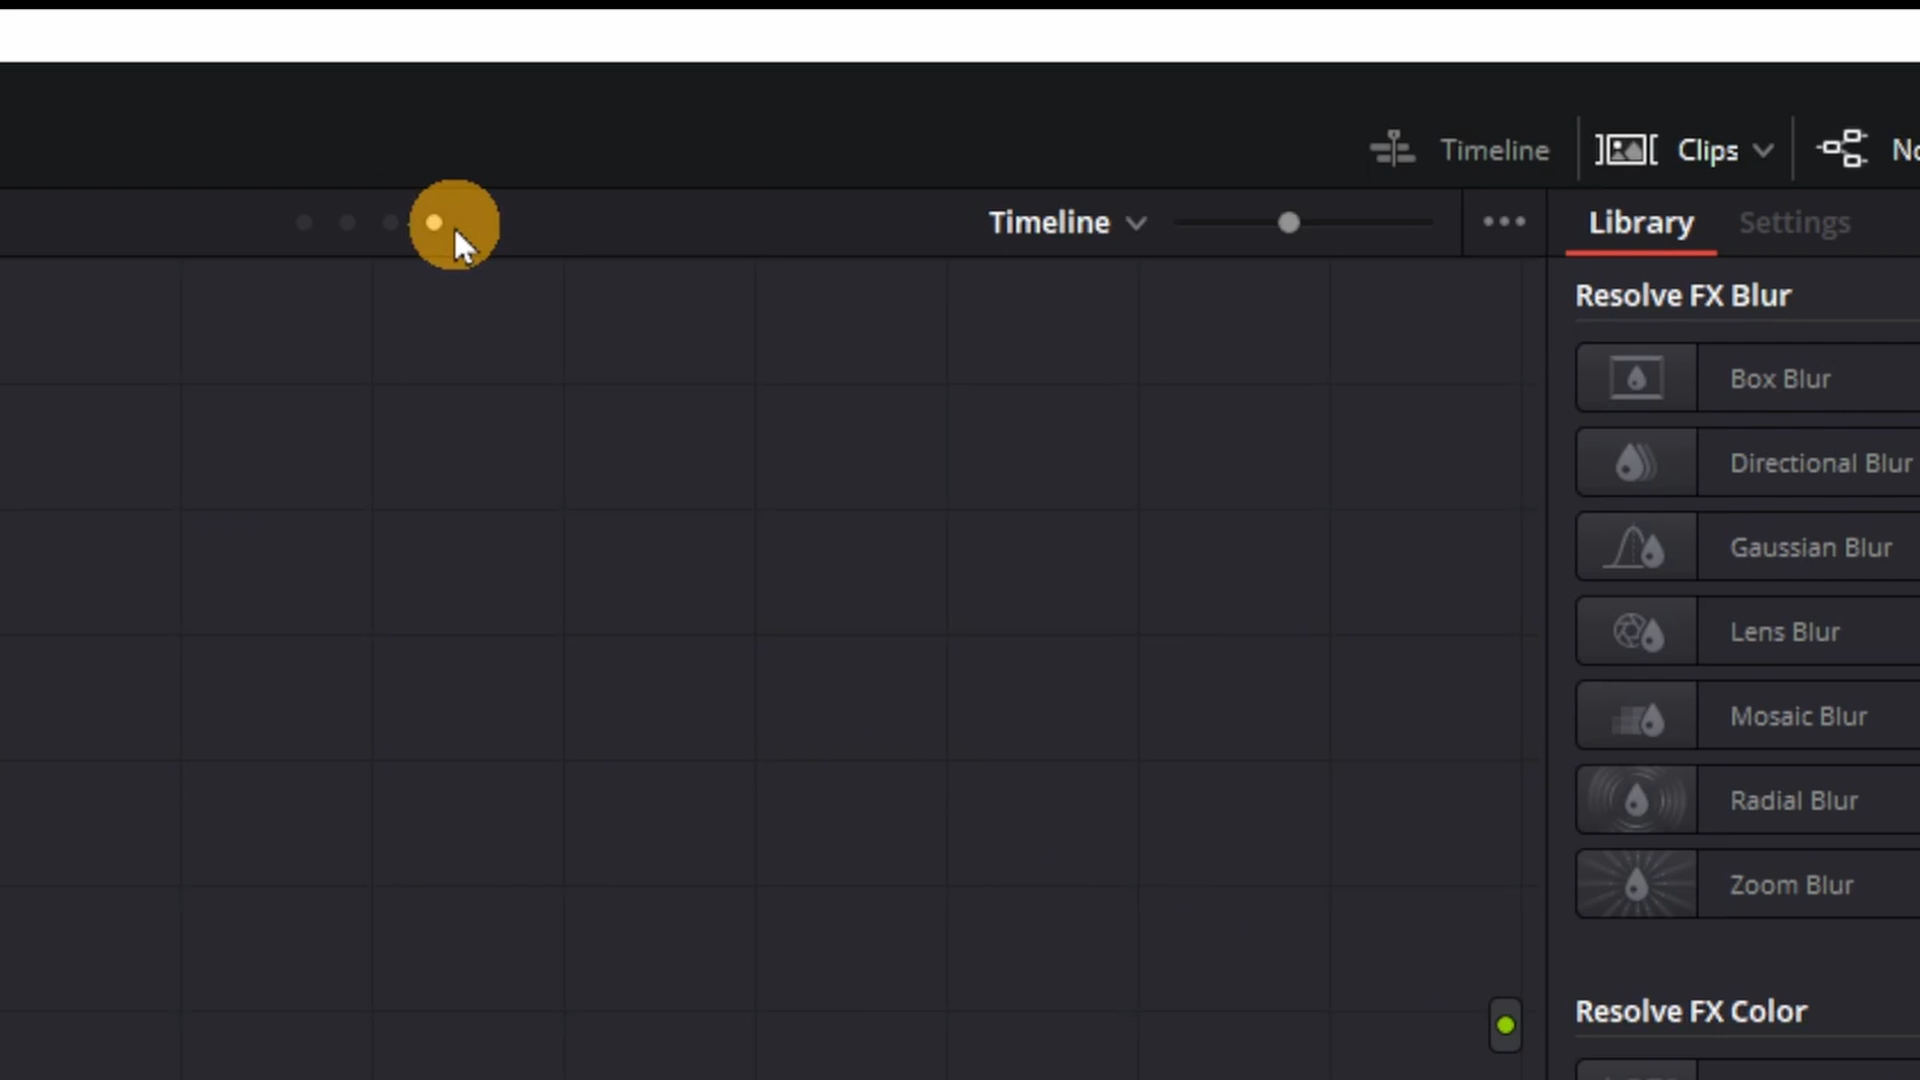 Timeline Clips
Timeline
Library Settings
Resolve FX Blur
Box Blur
Directional Blur
Gaussian Blur
Lens Blur
Mosaic Blur
Radial Blur
Zoom Blur
Resolve FX Color